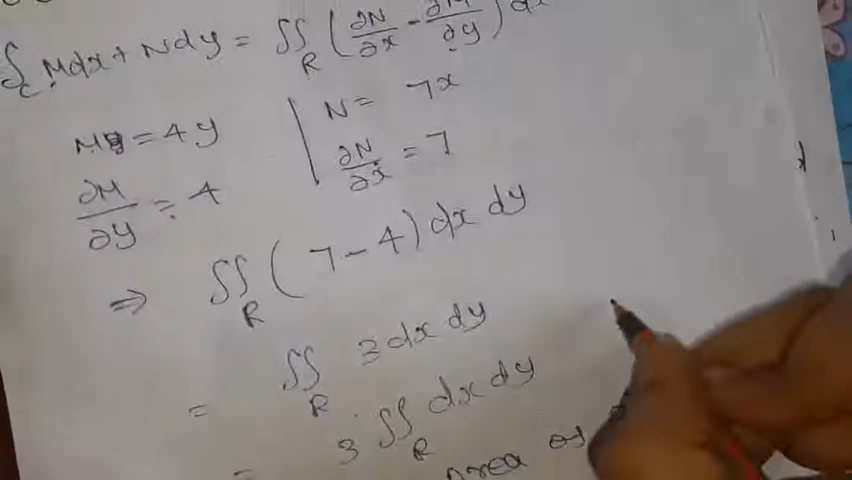 ∫_C Mdx + Ndy = ∬_R (∂N/∂x - ∂M/∂y) dx
M = 4y | N = 7x
∂M/∂y = 4 | ∂N/∂x = 7
⇒ ∬_R (7-4) dx dy
= ∬_R 3 dx dy
= 3 ∬_R dx dy
area of